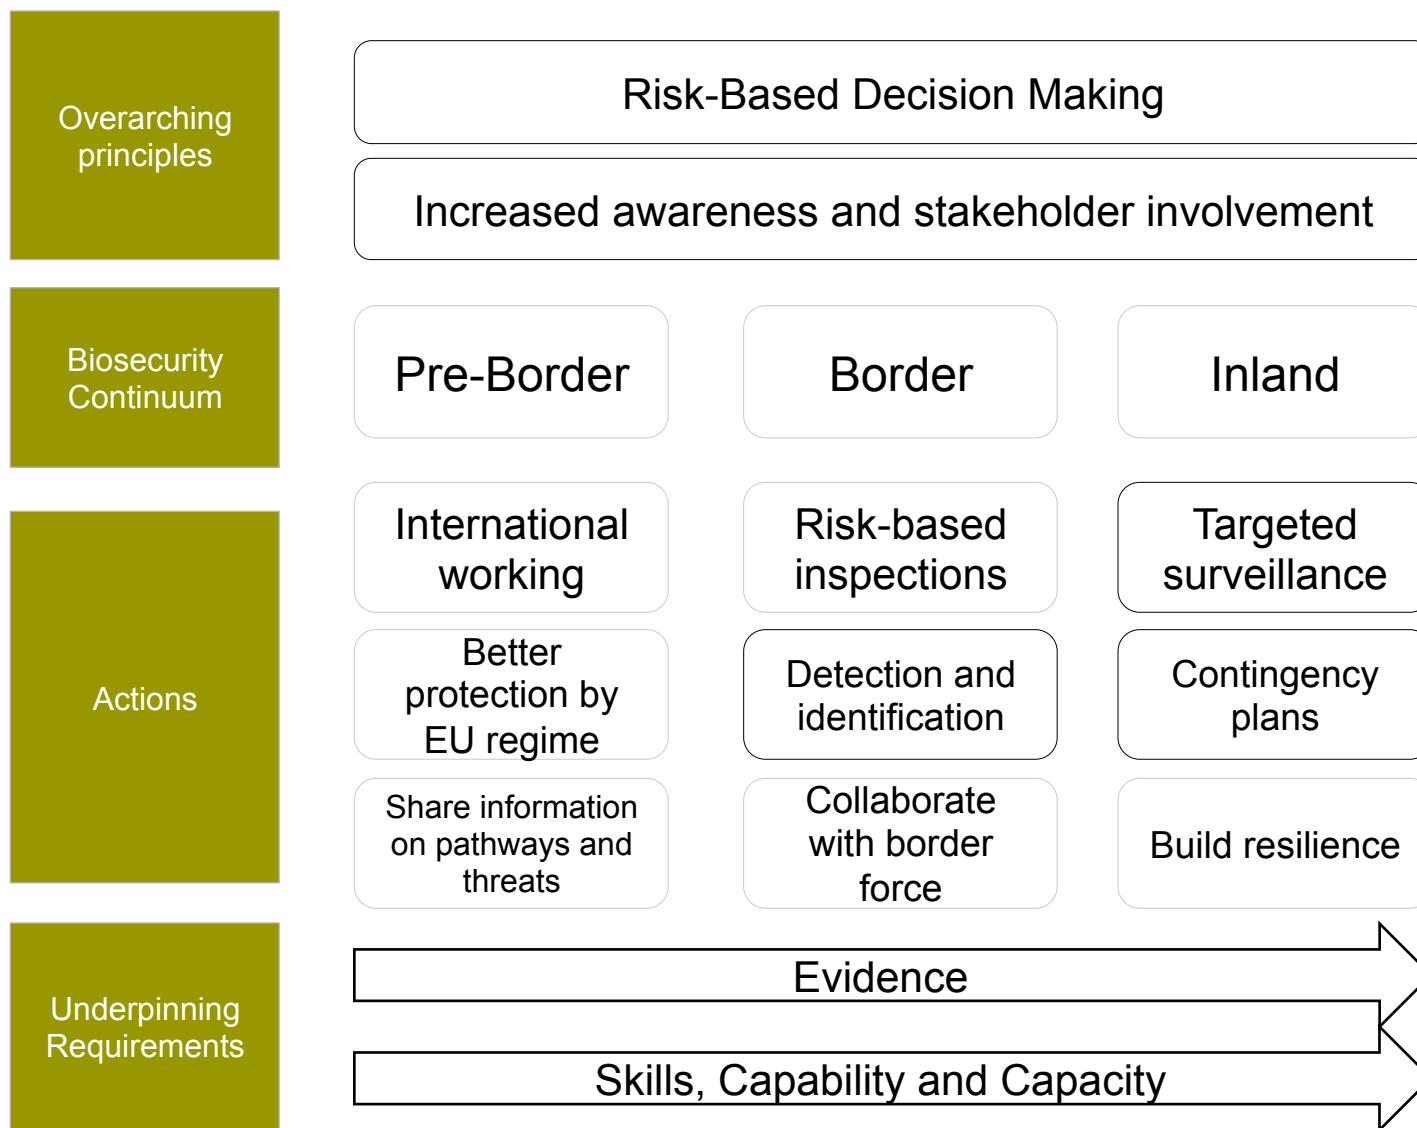 Overarching
principles
Risk-Based Decision Making
Increased awareness and stakeholder involvement
Biosecurity
Continuum
Pre-Border
Border
Inland
Actions
International
working
Risk-based
inspections
Targeted
surveillance
Better
protection by
EU regime
Detection and
identification
Contingency
plans
Share information
on pathways and
threats
Collaborate
with border
force
Build resilience
Underpinning
Requirements
Evidence
Skills, Capability and Capacity